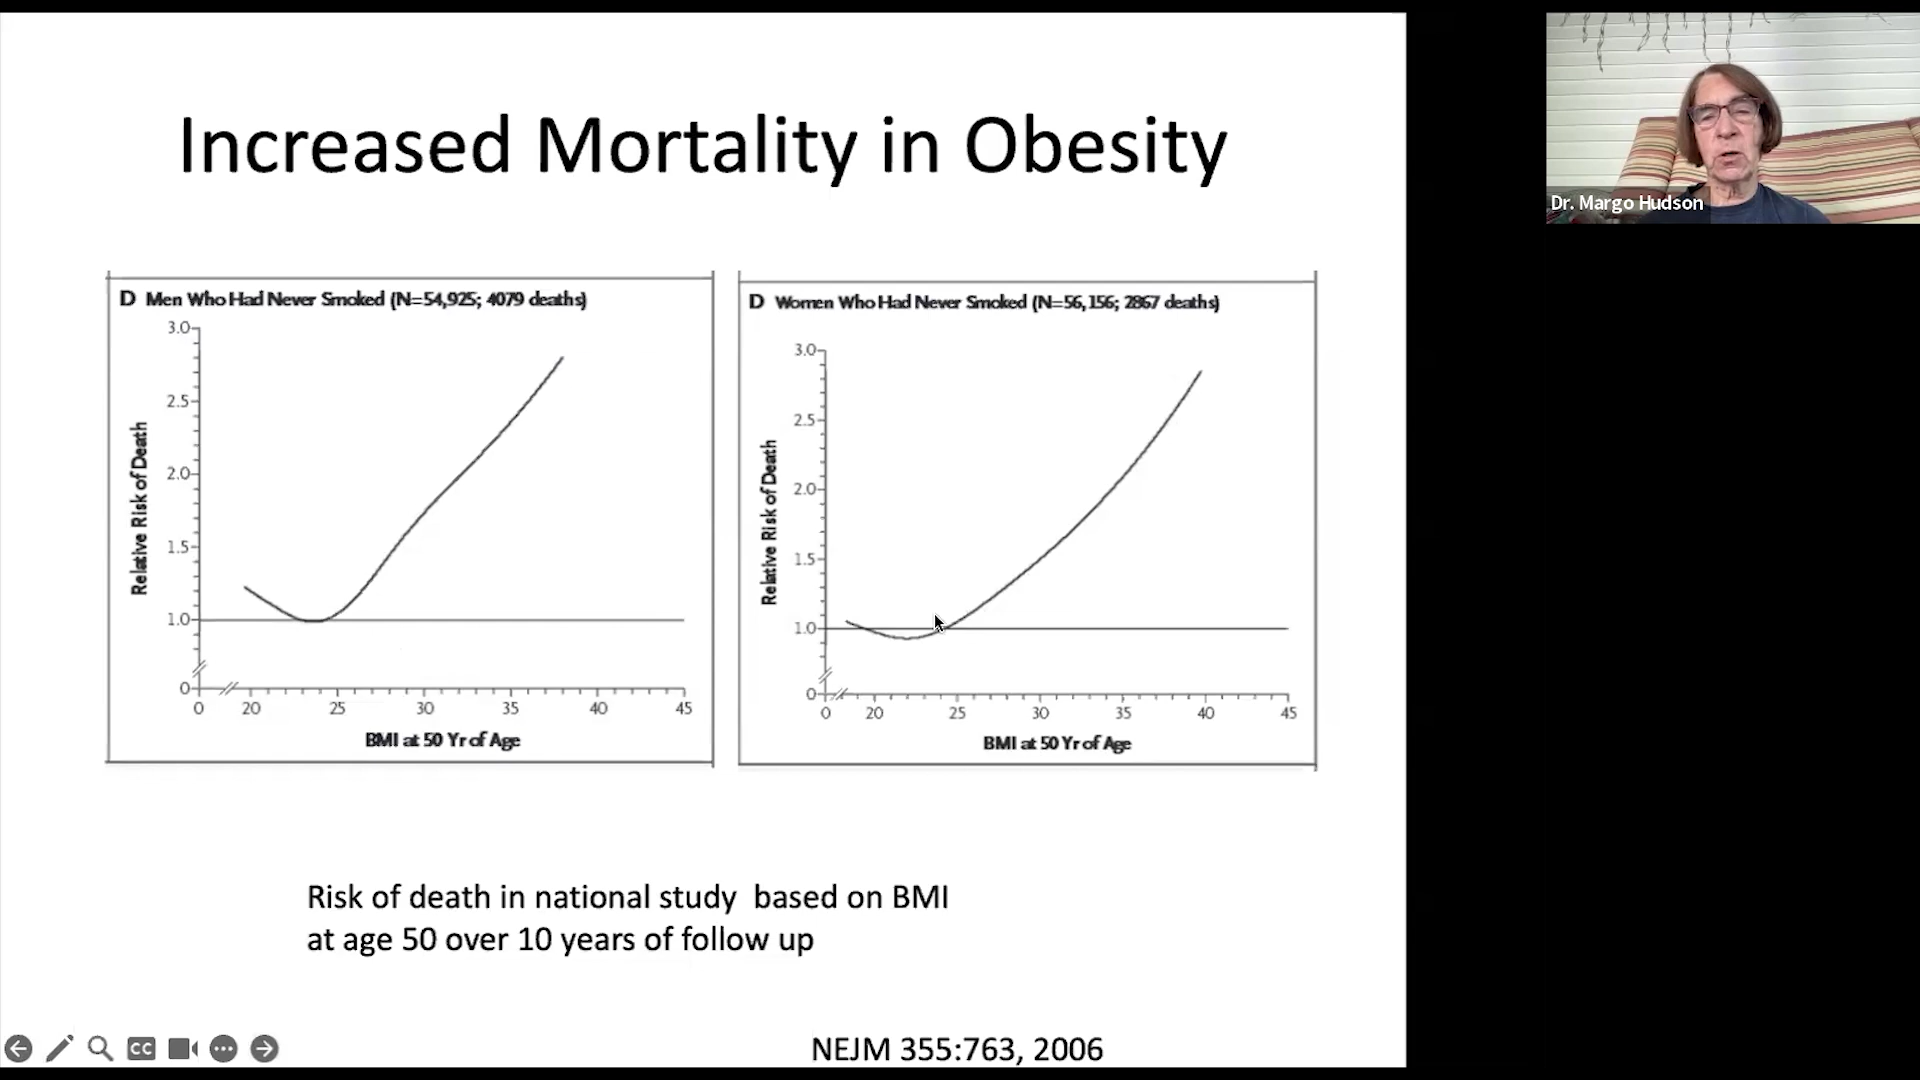 Increased Mortality in Obesity
Dr. Margo Hudson
D Men Who Had Never Smoked (N=54,925; 4079 deaths)
3.0
2.5
2.0
1.5
1.0
0
Relative Risk of Death
0 20 25 30 35 40 45
BMI at 50 Yr of Age
D Women Who Had Never Smoked (N=56,156; 2867 deaths)
3.0
2.5
2.0
1.5
1.0
0
Relative Risk of Death
0 20 25 30 35 40 45
BMI at 50 Yr of Age
Risk of death in national study based on BMI
at age 50 over 10 years of follow up
CC
NEJM 355:763, 2006